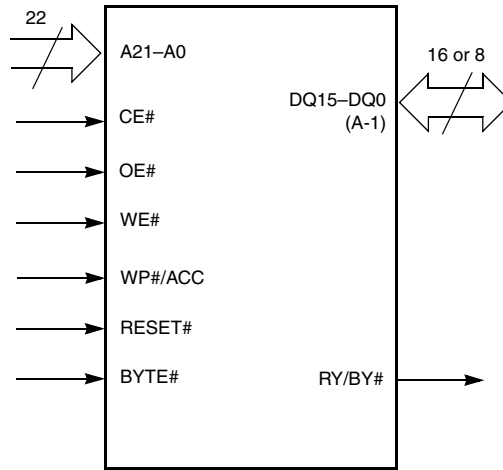 22
A21–A0
16 or 8
DQ15–DQ0
(A-1)
CE#
OE#
WE#
WP#/ACC
RESET#
BYTE#
RY/BY#